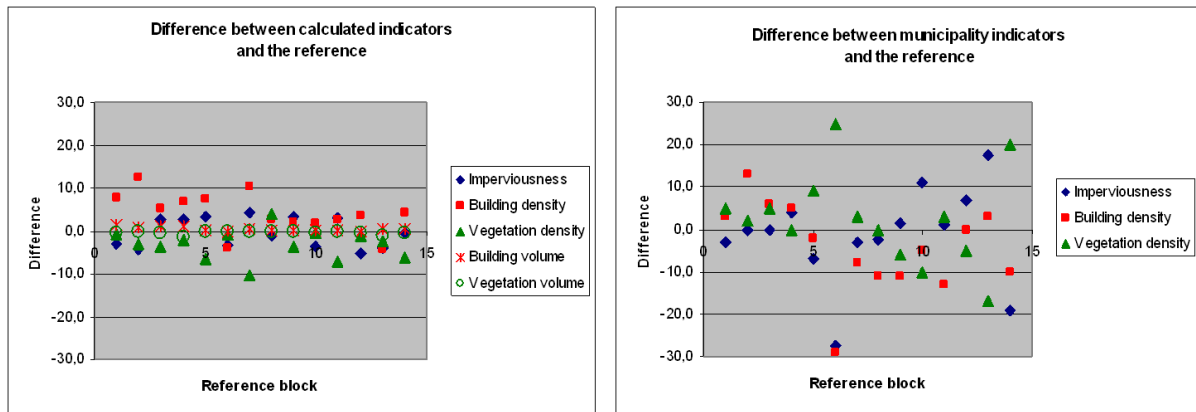 Difference between calculated indicators
and the reference
30,0
20,0
10,0
0,0
-10,0
-20,0
-30,0
0
5
10
15
Difference
Reference block
Imperviousness
Building density
Vegetation density
Building volume
Vegetation volume
Difference between municipality indicators
and the reference
30,0
20,0
10,0
0,0
-10,0
-20,0
-30,0
0
5
10
15
Difference
Reference block
Imperviousness
Building density
Vegetation density